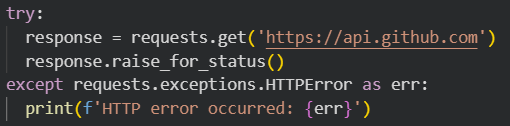 try:
  response = requests.get('https://api.github.com')
  response.raise_for_status()
except requests.exceptions.HTTPError as err:
  print(f'HTTP error occurred: {err}')